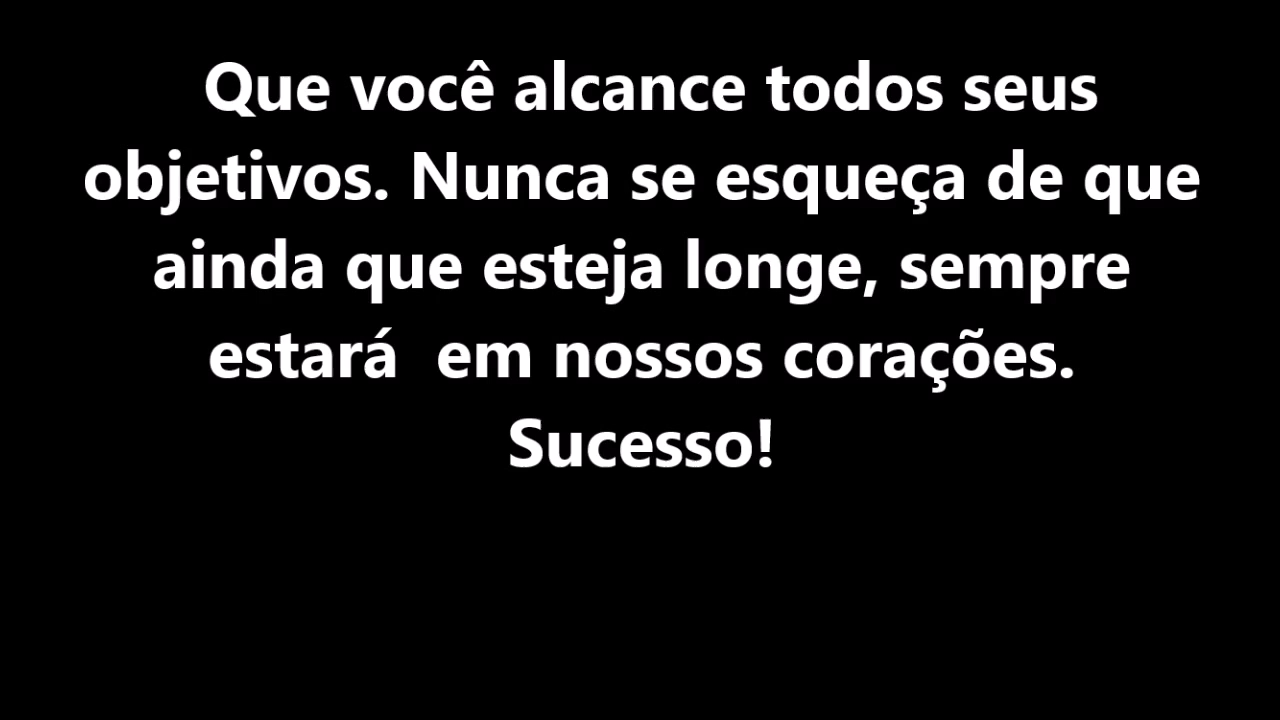 Que você alcance todos seus
objetivos. Nunca se esqueça de que
ainda que esteja longe, sempre
estará  em nossos corações.
Sucesso!